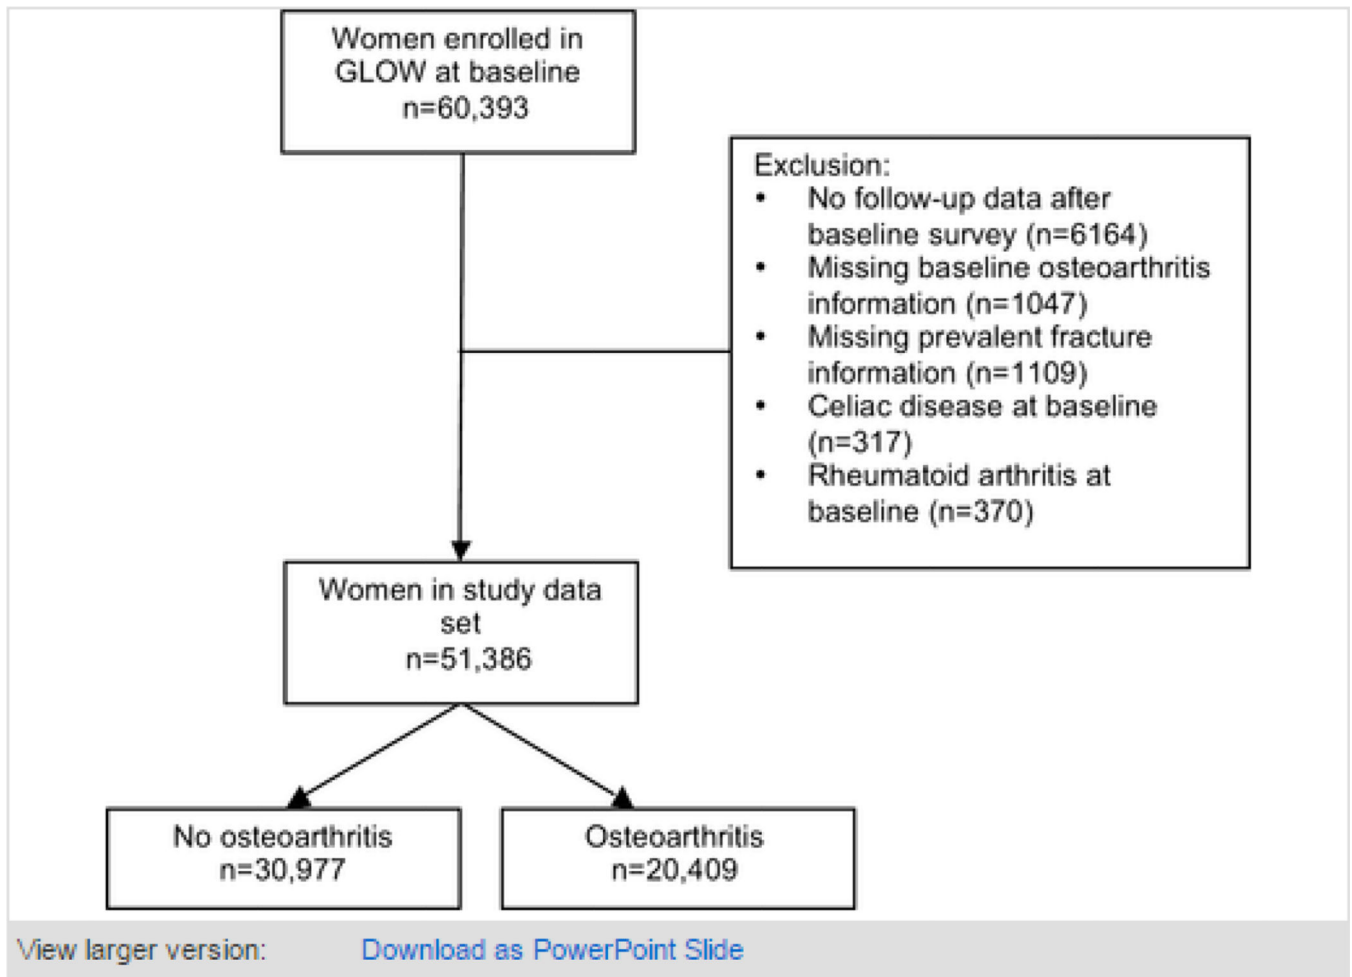 Women enrolled in
GLOW at baseline
n=60,393
Exclusion:
• No follow-up data after
baseline survey (n=6164)
• Missing baseline osteoarthritis
information (n=1047)
• Missing prevalent fracture
information (n=1109)
• Celiac disease at baseline
(n=317)
• Rheumatoid arthritis at
baseline (n=370)
Women in study data
set
n=51,386
No osteoarthritis
n=30,977
Osteoarthritis
n=20,409
View larger version: Download as PowerPoint Slide